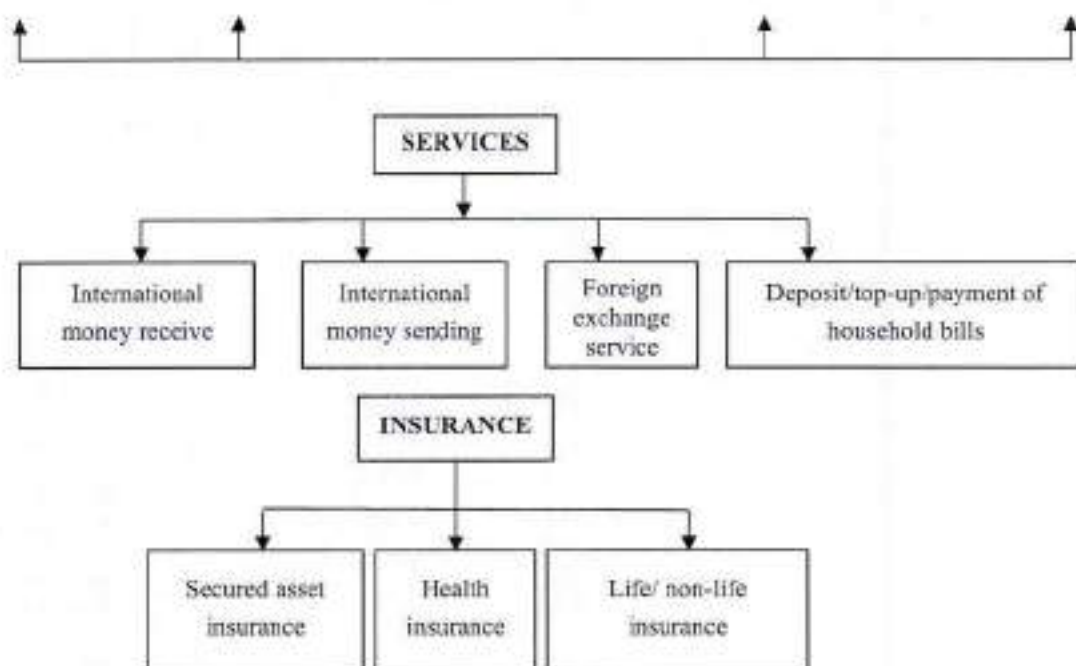 SERVICES
International
money receive
International
money sending
Foreign
exchange
service
Deposit/top-up/payment of
household bills
INSURANCE
Secured asset
insurance
Health
insurance
Life/ non-life
insurance